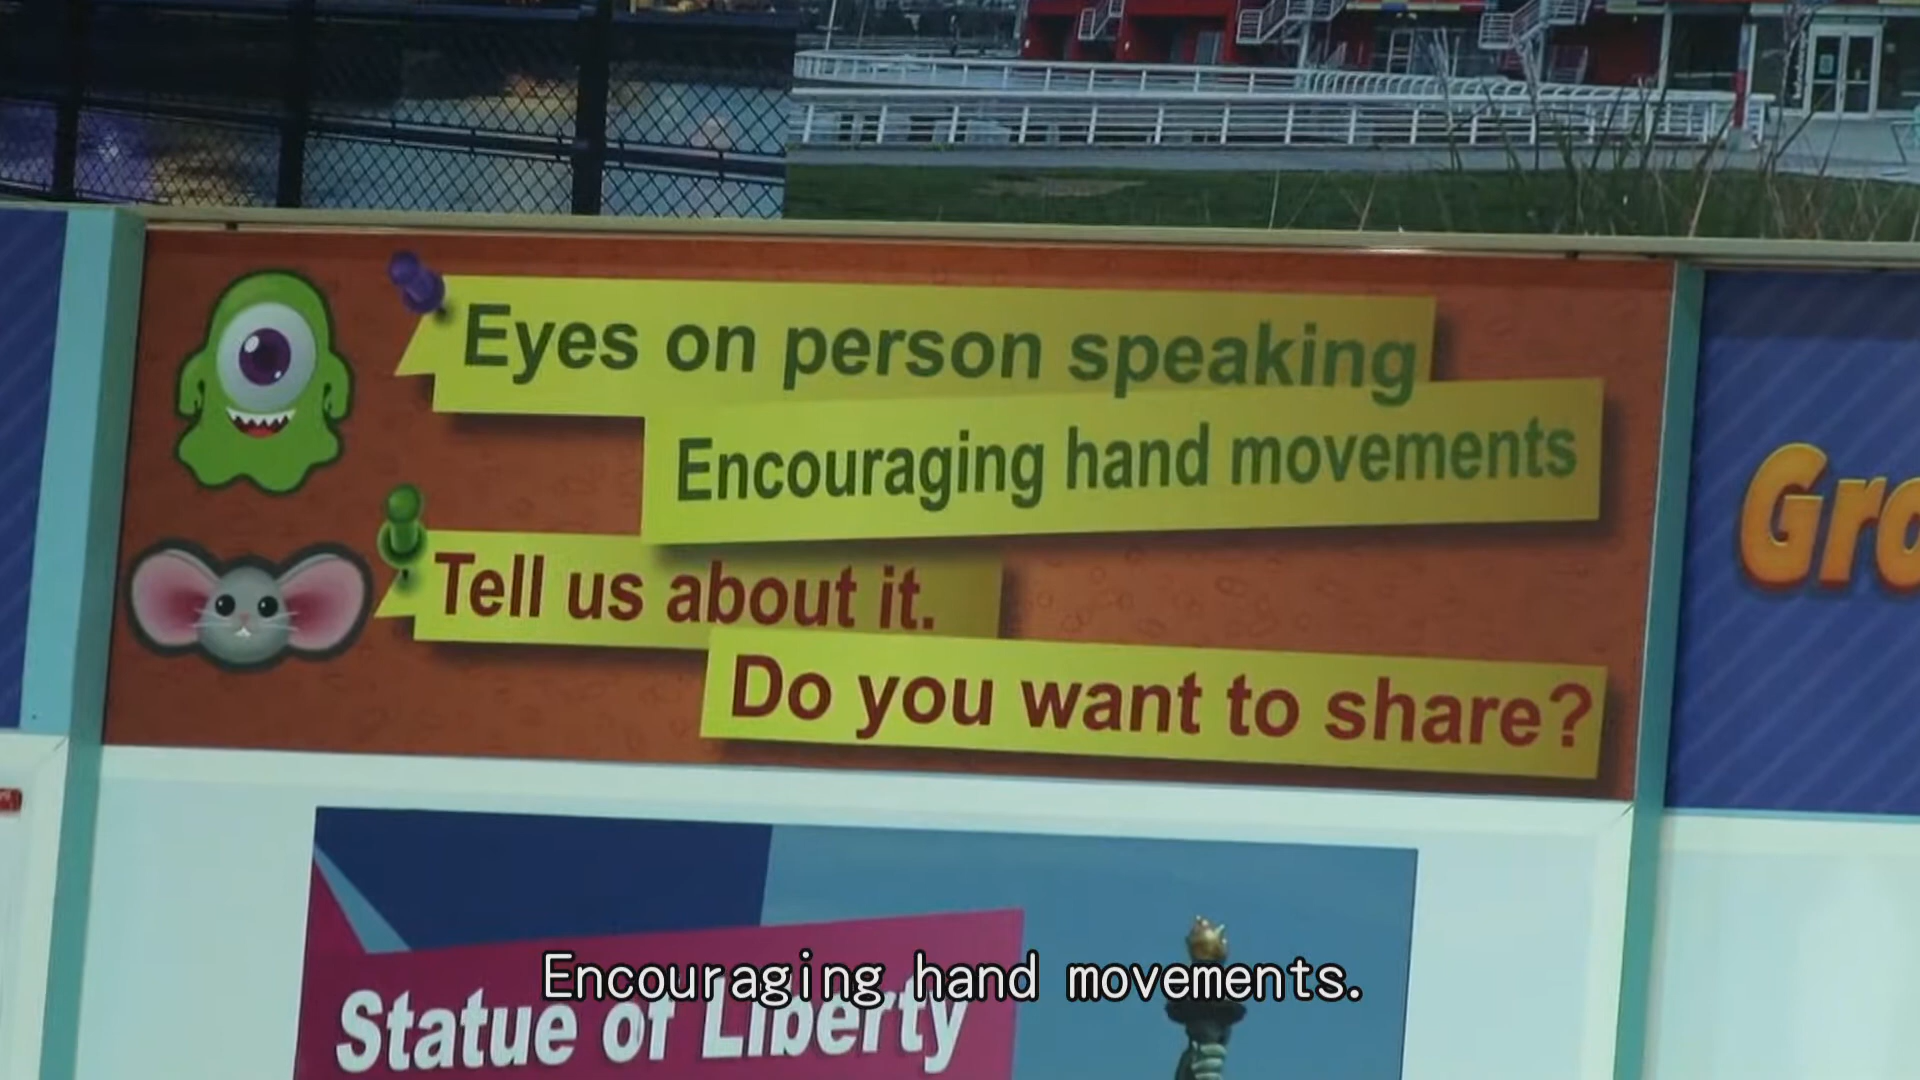 Eyes on person speaking
Encouraging hand movements
Tell us about it.
Do you want to share?
Gro
Statue of Liberty
Encouraging hand movements.